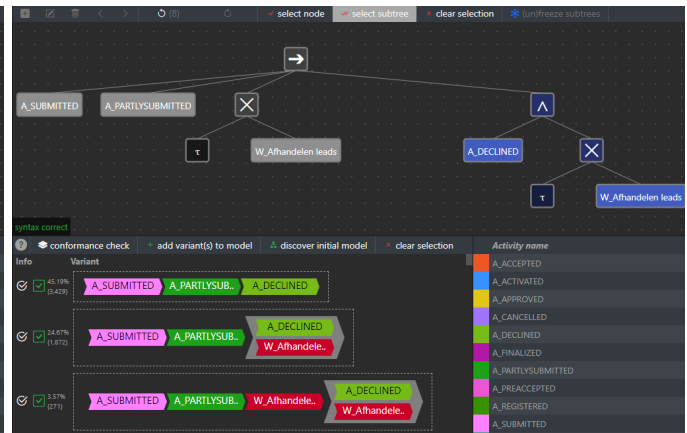 (8) select node select subtree clear selection (un)freeze subtrees
→
A_SUBMITTED A_PARTLYSUBMITTED × ∧
τ W_Afhandelen leads A_DECLINED ×
τ W_Afhandelen leads
syntax correct
? conformance check + add variant(s) to model discover initial model × clear selection Activity name
Info Variant A_ACCEPTED
45.19% A_SUBMITTED A_PARTLYSUB.. A_DECLINED A_ACTIVATED
(3.429)
A_APPROVED
A_CANCELLED
24.67% A_SUBMITTED A_PARTLYSUB.. A_DECLINED A_DECLINED
(1.872) W_Afhandele.. A_FINALIZED
A_PARTLYSUBMITTED
A_PREACCEPTED
3.57% A_SUBMITTED A_PARTLYSUB.. W_Afhandele.. A_DECLINED A_REGISTERED
(271) W_Afhandele.. A_SUBMITTED